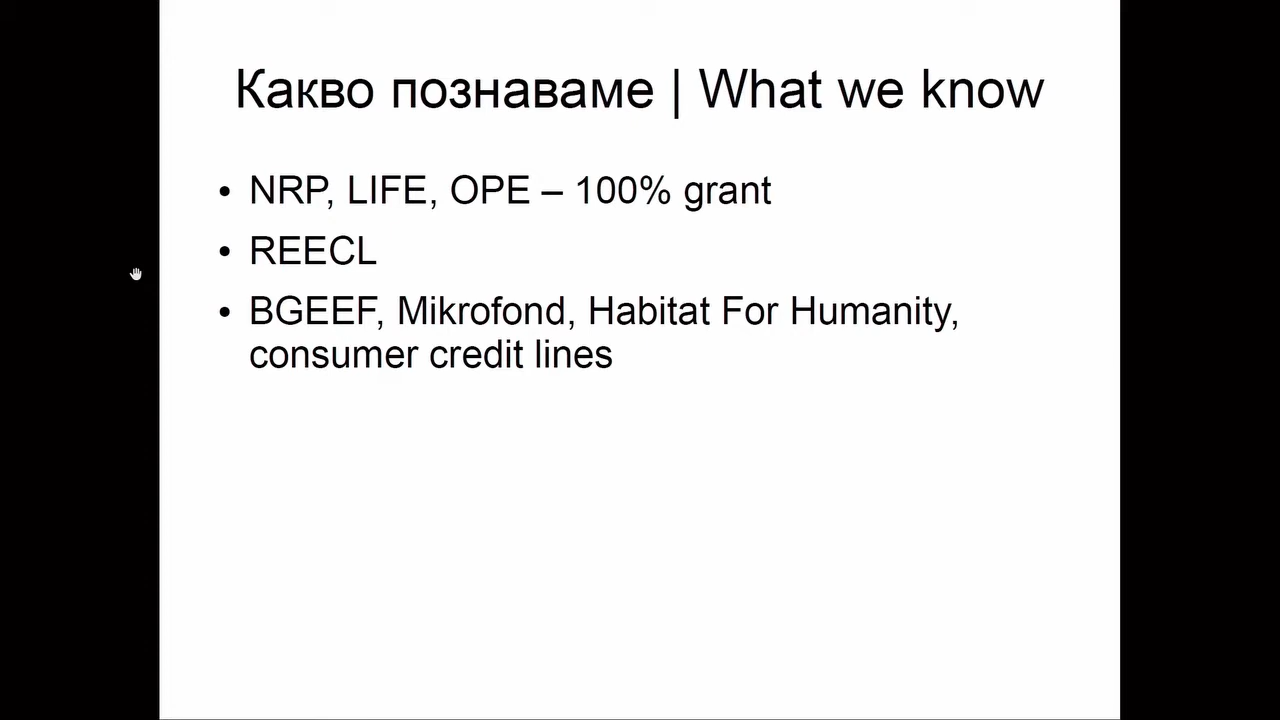 Какво познаваме | What we know
• NRP, LIFE, OPE – 100% grant
• REECL
• BGEEF, Mikrofond, Habitat For Humanity,
consumer credit lines